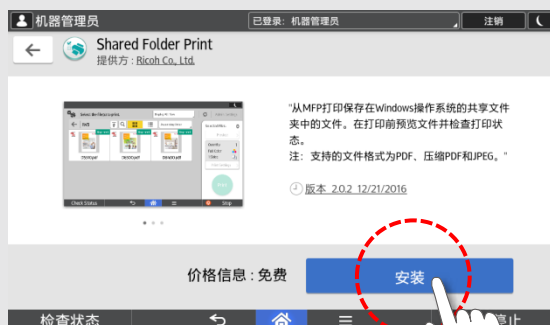 机器管理员
已登录: 机器管理员
注销
Shared Folder Print
提供方 : Ricoh Co., Ltd.
"从MFP打印保存在Windows操作系统的共享文件
夹中的文件。在打印前预览文件并检查打印状
态。
注: 支持的文件格式为PDF、压缩PDF和JPEG。"
版本 2.0.2 12/21/2016
Check Status
Stop
价格信息 : 免费
安装
检查状态
停止